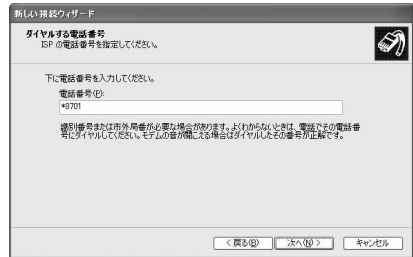 新しい接続ウィザード
ダイヤルする電話番号
ISP の電話番号を指定してください。
下に電話番号を入力してください。
電話番号(P):
*8701
識別番号または市外局番が必要な場合があります。よくわからないときは、電話でその電話番
号にダイヤルしてください。モデムの音が聞こえる場合はダイヤルしたその番号が正解です。
< 戻る(B)
次へ(N) >
キャンセル